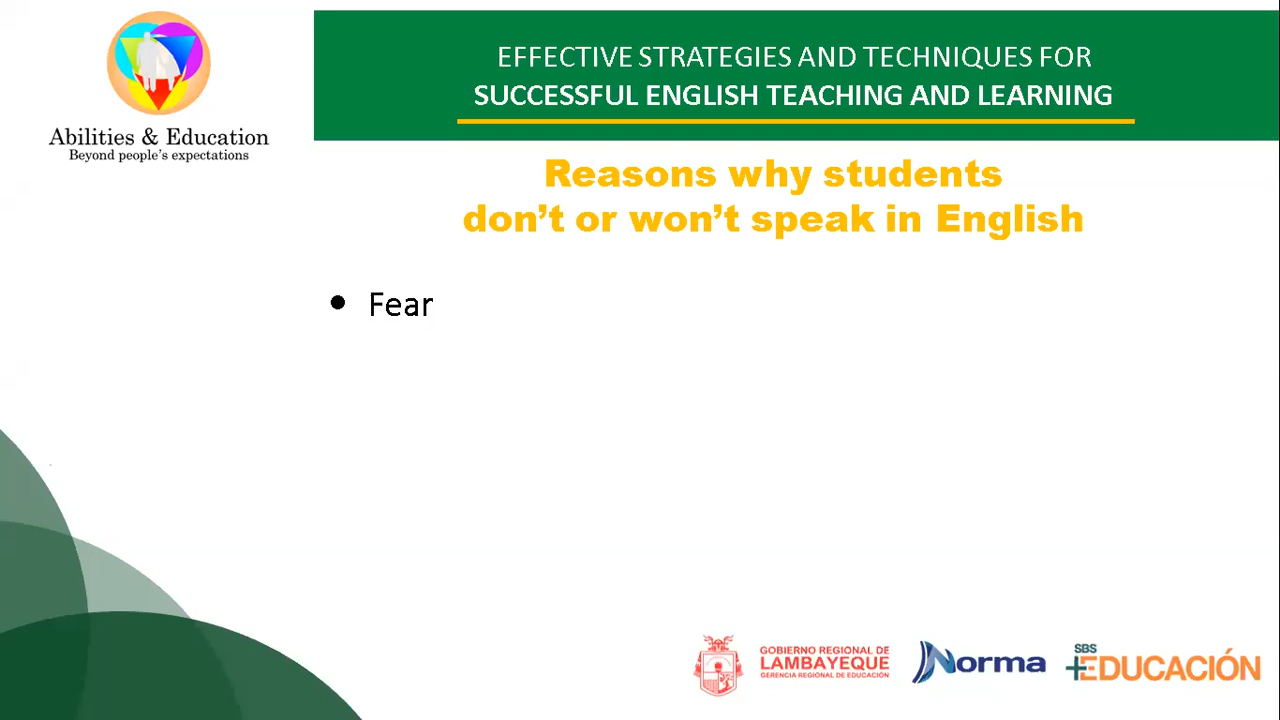 Abilities & Education
Beyond people's expectations
EFFECTIVE STRATEGIES AND TECHNIQUES FOR
SUCCESSFUL ENGLISH TEACHING AND LEARNING
Reasons why students
don't or won't speak in English
• Fear
GOBIERNO REGIONAL DE
LAMBAYEQUE
GERENCIA REGIONAL DE EDUCACIÓN
Norma
SBS
+EDUCACIÓN